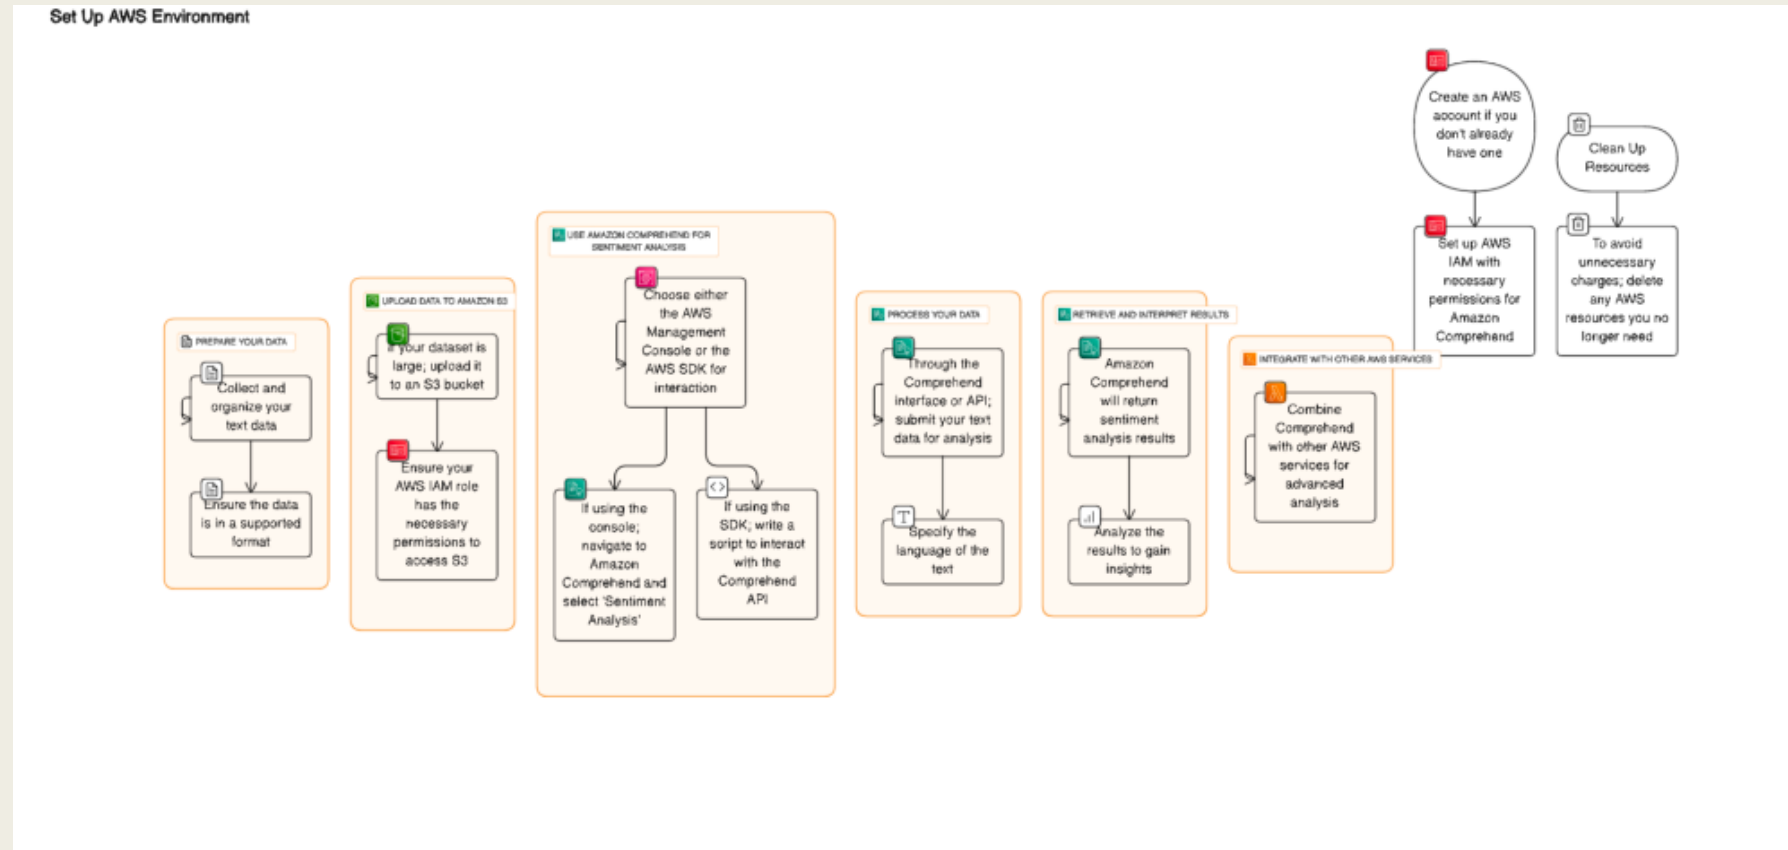 Set Up AWS Environment
PREPARE YOUR DATA
Collect and
organize your
text data
Ensure the data
is in a supported
format
UPLOAD DATA TO AMAZON S3
If your dataset is
large; upload it
to an S3 bucket
Ensure your
AWS IAM role
has the
necessary
permissions to
access S3
USE AMAZON COMPREHEND FOR
SENTIMENT ANALYSIS
Choose either
the AWS
Management
Console or the
AWS SDK for
interaction
If using the
console;
navigate to
Amazon
Comprehend and
select 'Sentiment
Analysis'
If using the
SDK; write a
script to interact
with the
Comprehend
API
PROCESS YOUR DATA
Through the
Comprehend
interface or API;
submit your text
data for analysis
Specify the
language of the
text
RETRIEVE AND INTERPRET RESULTS
Amazon
Comprehend
will return
sentiment
analysis results
Analyze the
results to gain
insights
INTEGRATE WITH OTHER AWS SERVICES
Combine
Comprehend
with other AWS
services for
advanced
analysis
Create an AWS
account if you
don't already
have one
Set up AWS
IAM with
necessary
permissions for
Amazon
Comprehend
Clean Up
Resources
To avoid
unnecessary
charges; delete
any AWS
resources you no
longer need